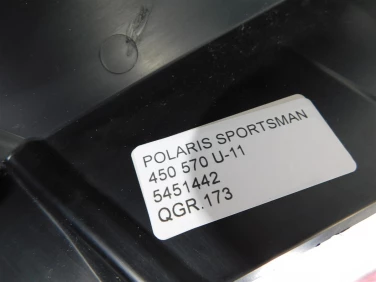 POLARIS SPORTSMAN
450 570 U-11
5451442
QGR.173